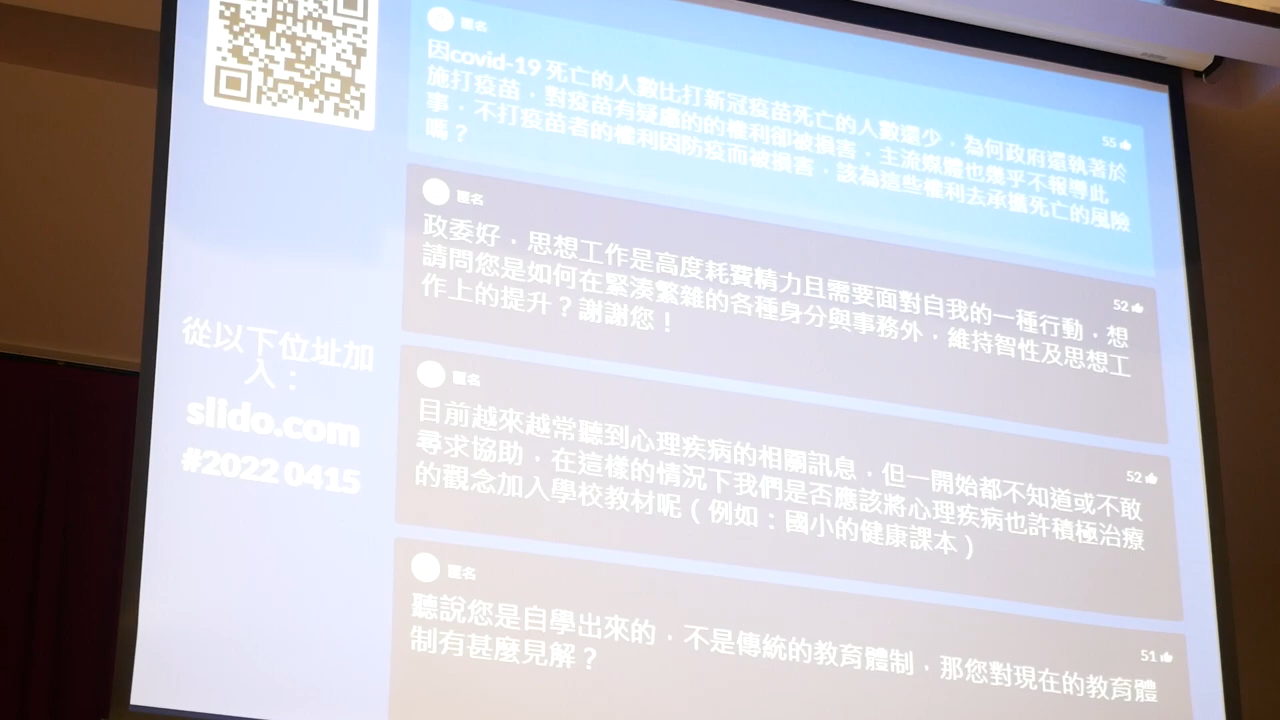 從以下位址加
入：
slido.com
#2022 0415
匿名
55
因covid-19 死亡的人數比打新冠疫苗死亡的人數還少，為何政府還執著於
施打疫苗，對疫苗有疑慮的的權利卻被損害，主流媒體也幾乎不報導此
事，不打疫苗者的權利因防疫而被損害，該為這些權利去承擔死亡的風險
嗎？
匿名
52
政委好，思想工作是高度耗費精力且需要面對自我的一種行動，想
請問您是如何在緊湊繁雜的各種身分與事務外，維持智性及思想工
作上的提升？謝謝您！
匿名
52
目前越來越常聽到心理疾病的相關訊息，但一開始都不知道或不敢
尋求協助，在這樣的情況下我們是否應該將心理疾病也許積極治療
的觀念加入學校教材呢（例如：國小的健康課本）
匿名
51
聽說您是自學出來的，不是傳統的教育體制，那您對現在的教育體
制有甚麼見解？